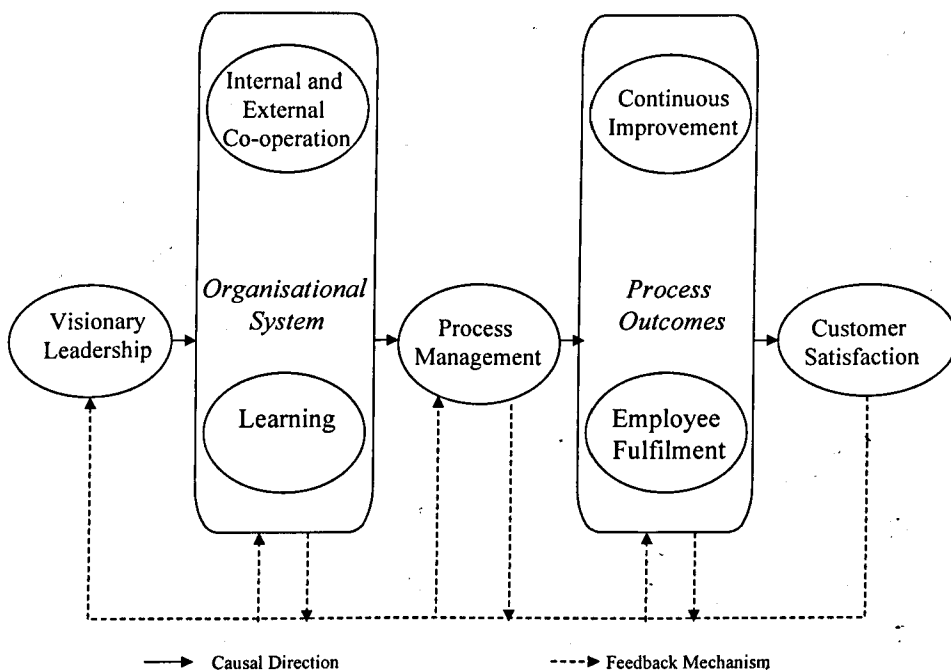 Internal and
External
Co-operation
Continuous
Improvement
Organisational
System
Process
Outcomes
Visionary
Leadership
Process
Management
Customer
Satisfaction
Learning
Employee
Fulfilment
Causal Direction
Feedback Mechanism